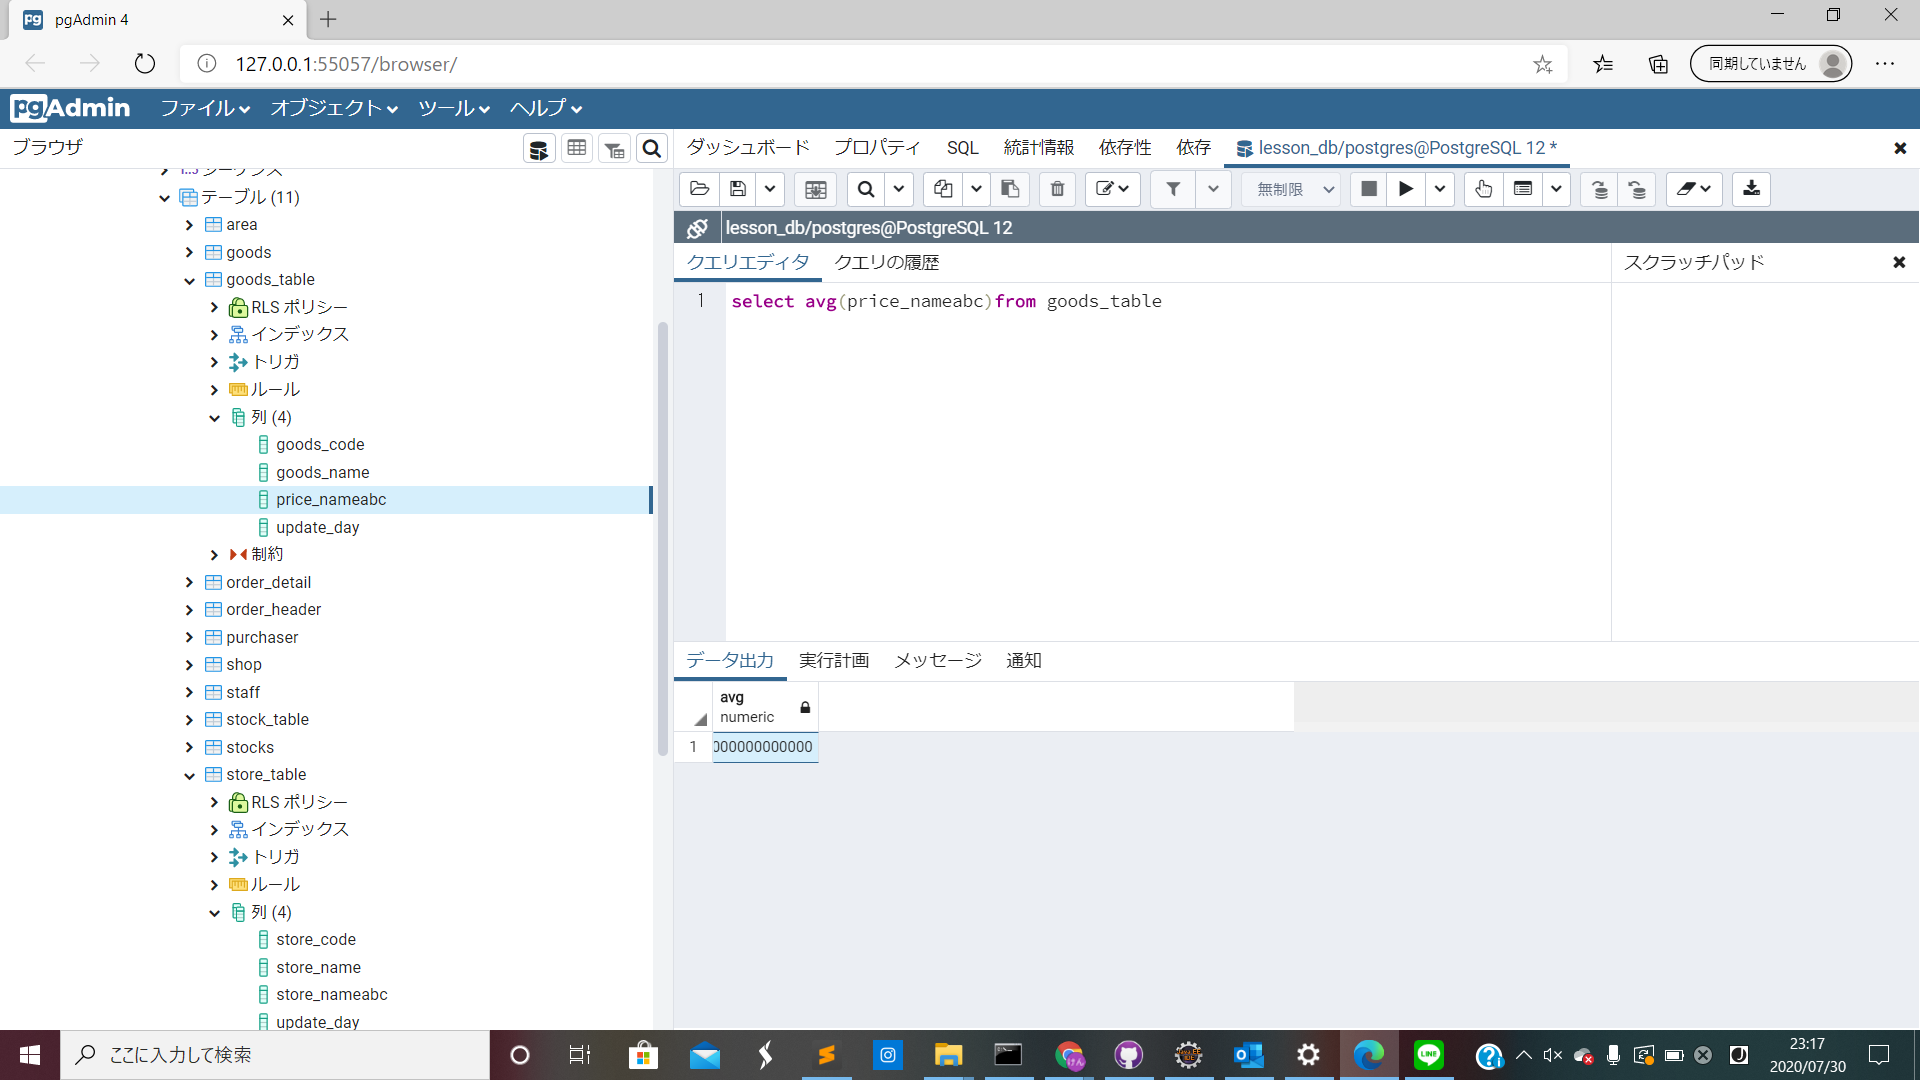 pgAdmin 4
127.0.0.1:55057/browser/
同期していません
pgAdmin
ファイル
オブジェクト
ツール
ヘルプ
ブラウザ
ダッシュボード
プロパティ
SQL
統計情報
依存性
依存
lesson_db/postgres@PostgreSQL 12 *
シーケンス
テーブル (11)
area
goods
goods_table
RLS ポリシー
インデックス
トリガ
ルール
列 (4)
goods_code
goods_name
price_nameabc
update_day
制約
order_detail
order_header
purchaser
shop
staff
stock_table
stocks
store_table
RLS ポリシー
インデックス
トリガ
ルール
列 (4)
store_code
store_name
store_nameabc
update_day
無制限
lesson_db/postgres@PostgreSQL 12
クエリエディタ
クエリの履歴
スクラッチパッド
1 select avg(price_nameabc)from goods_table
データ出力
実行計画
メッセージ
通知
avg
numeric
1 000000000000
ここに入力して検索
LINE
23:17
2020/07/30